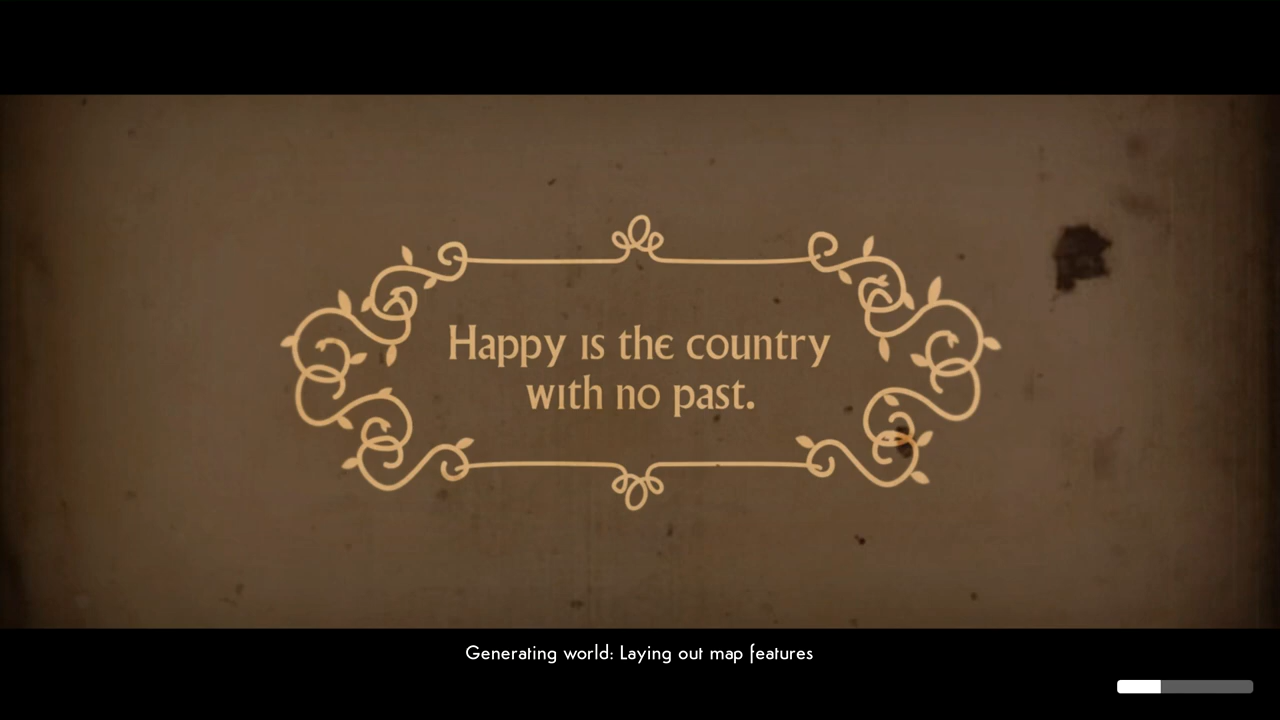 Happy is the country
with no past.
Generating world: Laying out map features